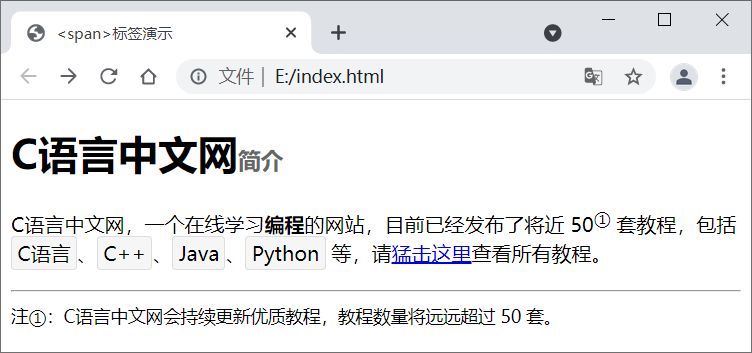 <span>标签演示
文件 | E:/index.html
C语言中文网简介
C语言中文网，一个在线学习编程的网站，目前已经发布了将近 50① 套教程，包括
C语言、C++、Java、Python 等，请猛击这里查看所有教程。
注①：C语言中文网会持续更新优质教程，教程数量将远远超过 50 套。